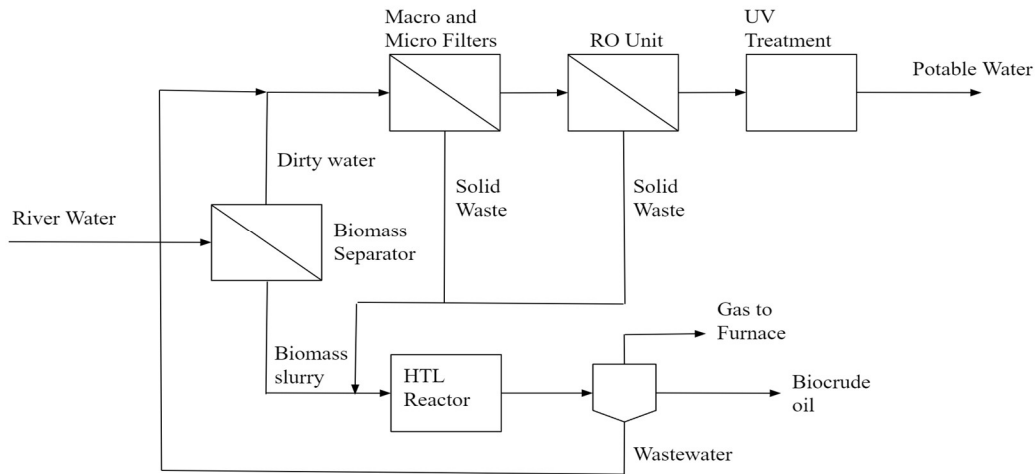 Macro and
Micro Filters
RO Unit
UV
Treatment
Potable Water
Dirty water
Solid
Waste
Solid
Waste
River Water
Biomass
Separator
Gas to
Furnace
Biomass
slurry
HTL
Reactor
Biocrude
oil
Wastewater